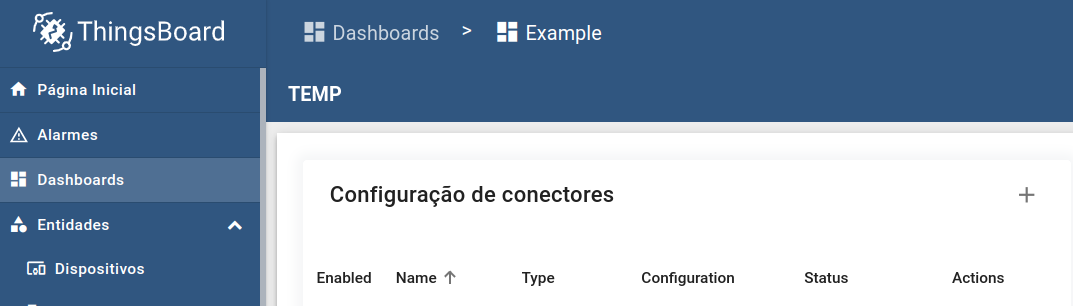 ThingsBoard
Dashboards > Example
TEMP
Página Inicial
Alarmes
Dashboards
Entidades
Dispositivos
Configuração de conectores
Enabled Name Type Configuration Status Actions